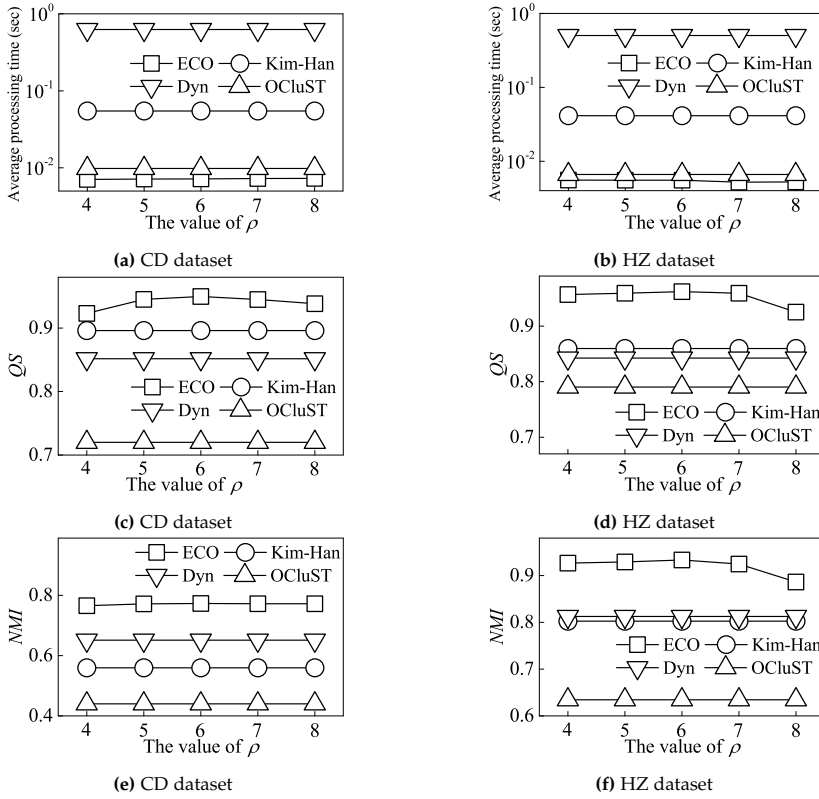 Average processing time (sec)
10⁰
10⁻¹
10⁻²
ECO Kim-Han
Dyn OCluST
4 5 6 7 8
The value of ρ
(a) CD dataset
Average processing time (sec)
10⁰
10⁻¹
10⁻²
ECO Kim-Han
Dyn OCluST
4 5 6 7 8
The value of ρ
(b) HZ dataset
QS
0.9
0.8
0.7
ECO Kim-Han
Dyn OCluST
4 5 6 7 8
The value of ρ
(c) CD dataset
QS
0.9
0.8
0.7
ECO Kim-Han
Dyn OCluST
4 5 6 7 8
The value of ρ
(d) HZ dataset
NMI
0.8
0.6
0.4
ECO Kim-Han
Dyn OCluST
4 5 6 7 8
The value of ρ
(e) CD dataset
NMI
0.9
0.8
0.7
0.6
ECO Kim-Han
Dyn OCluST
4 5 6 7 8
The value of ρ
(f) HZ dataset